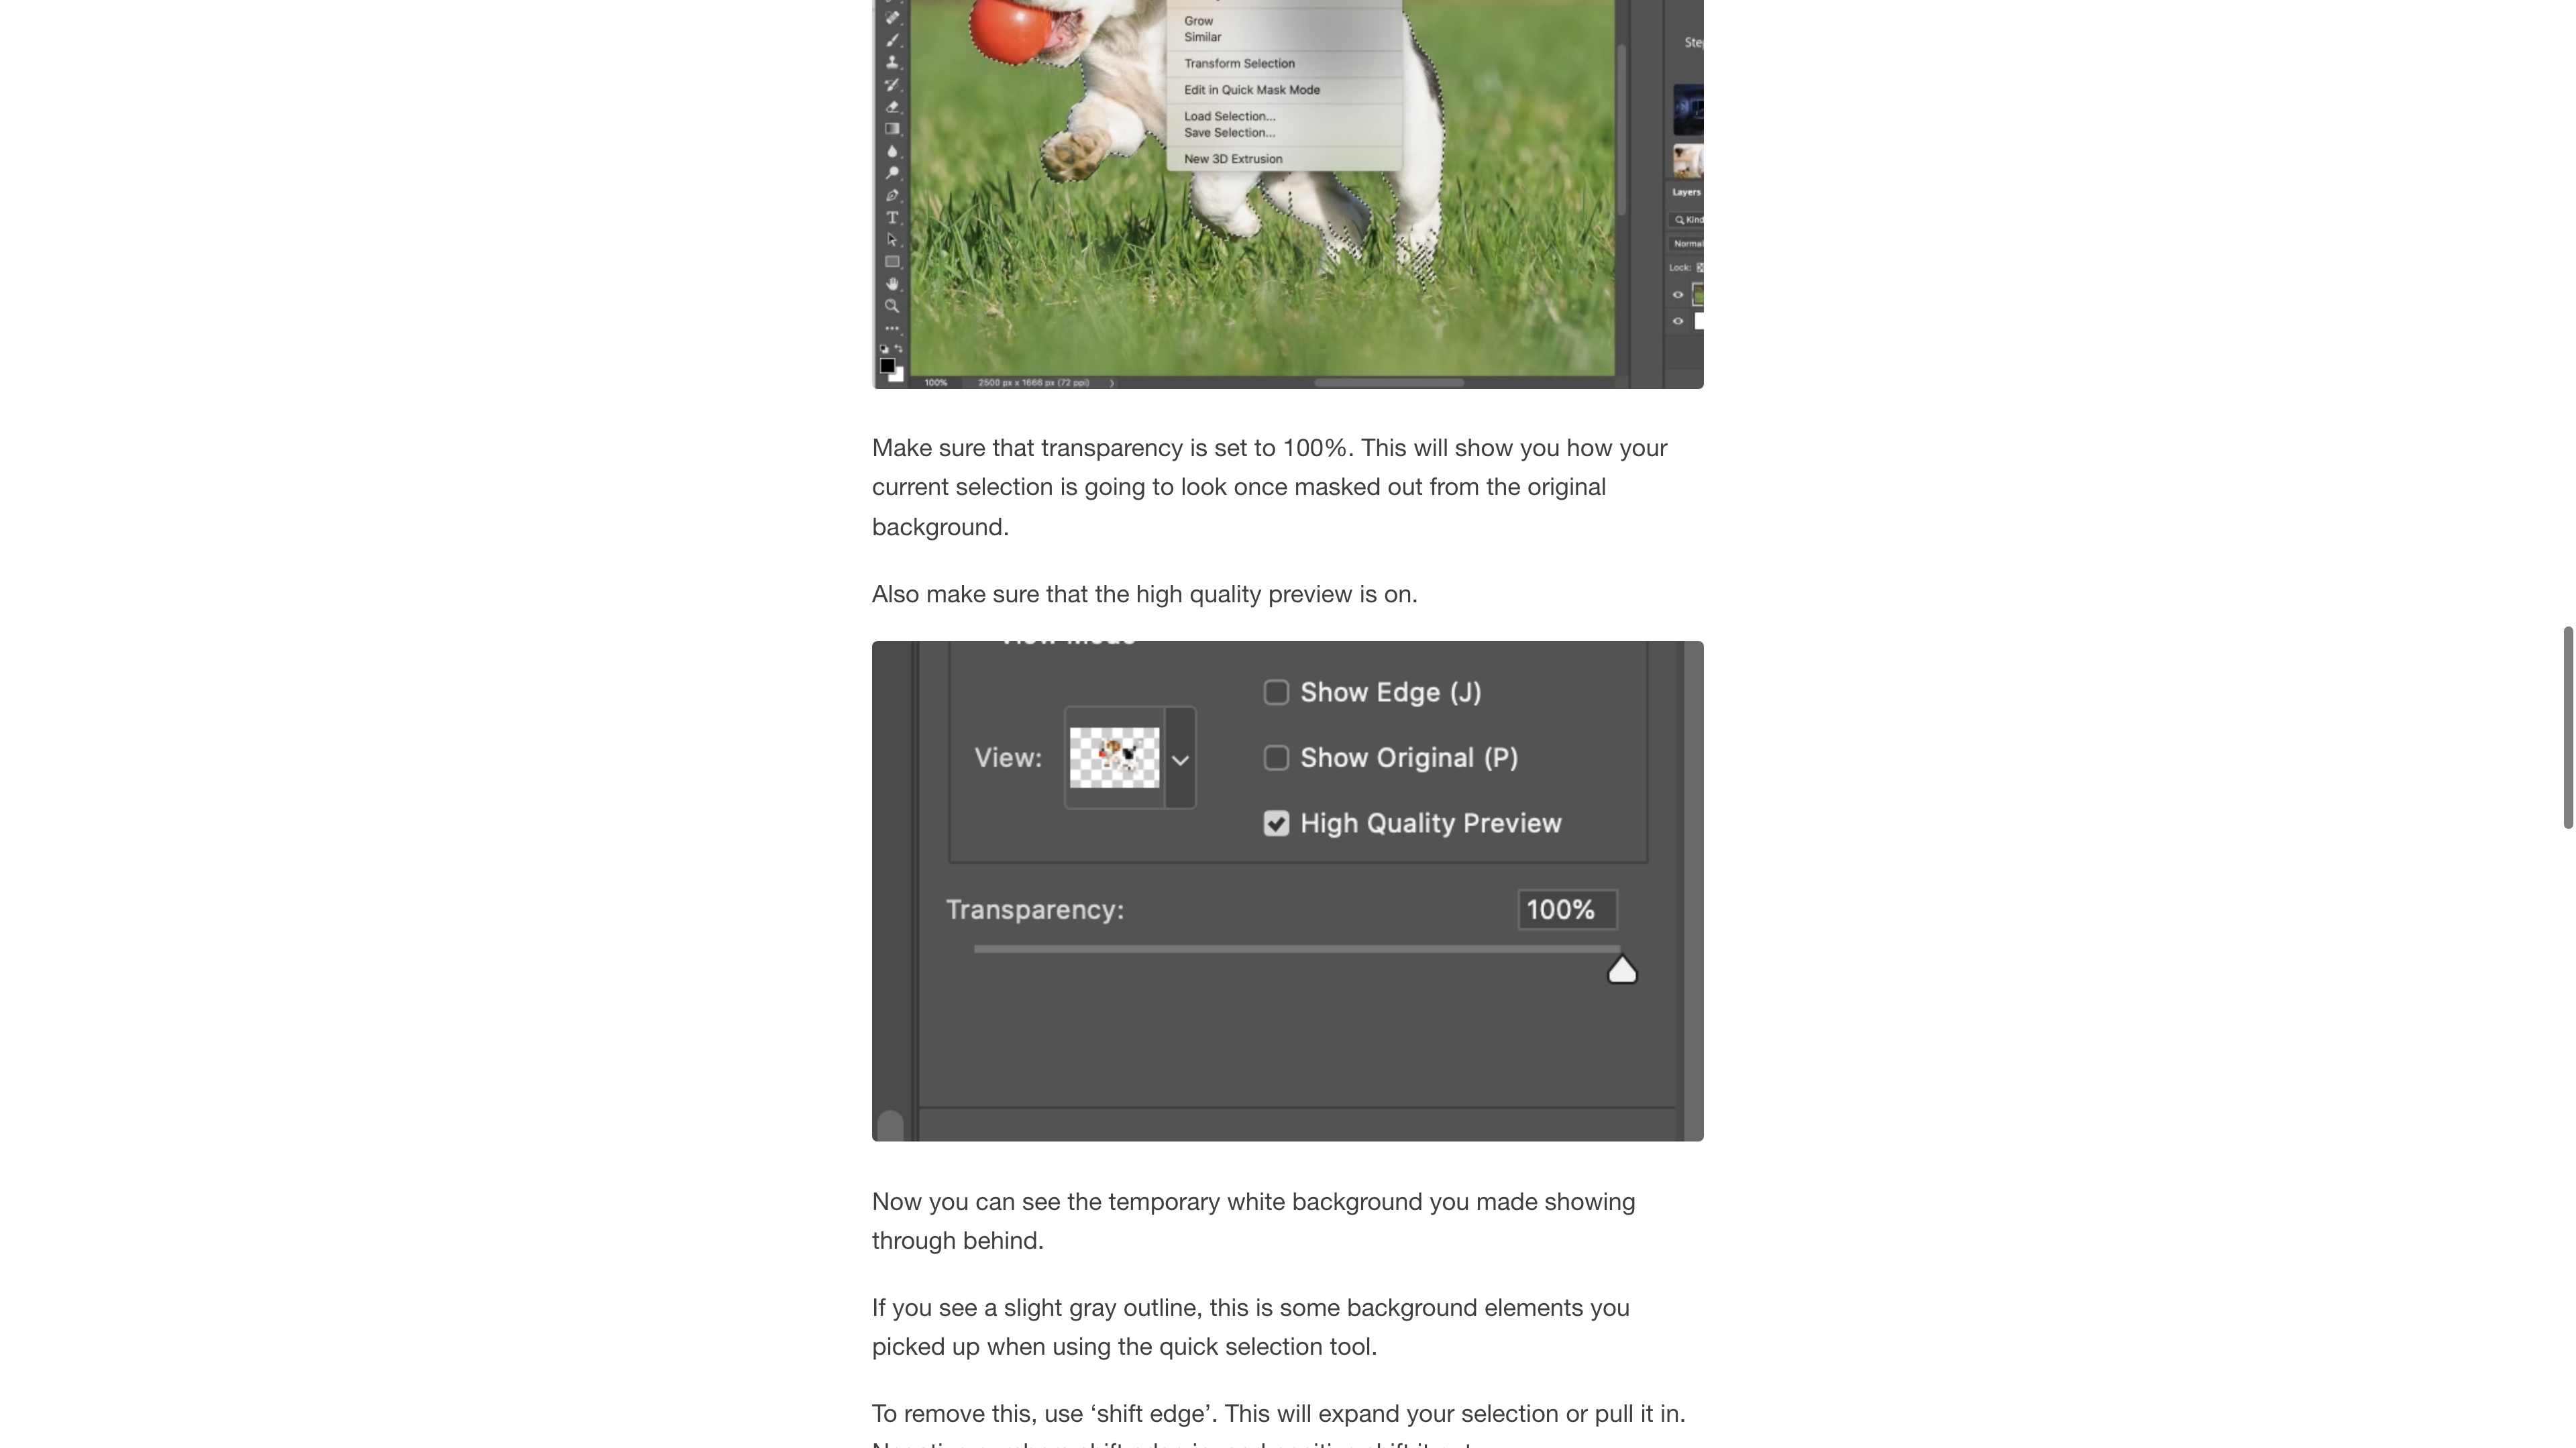 Grow
Similar
Transform Selection
Edit in Quick Mask Mode
Load Selection...
Save Selection...
New 3D Extrusion
Layers
Kind
Normal
Lock:
100% 2500 px x 1666 px (72 ppi)
Make sure that transparency is set to 100%. This will show you how your
current selection is going to look once masked out from the original
background.
Also make sure that the high quality preview is on.
Show Edge (J)
View:
Show Original (P)
High Quality Preview
Transparency:
100%
Now you can see the temporary white background you made showing
through behind.
If you see a slight gray outline, this is some background elements you
picked up when using the quick selection tool.
To remove this, use ‘shift edge’. This will expand your selection or pull it in.